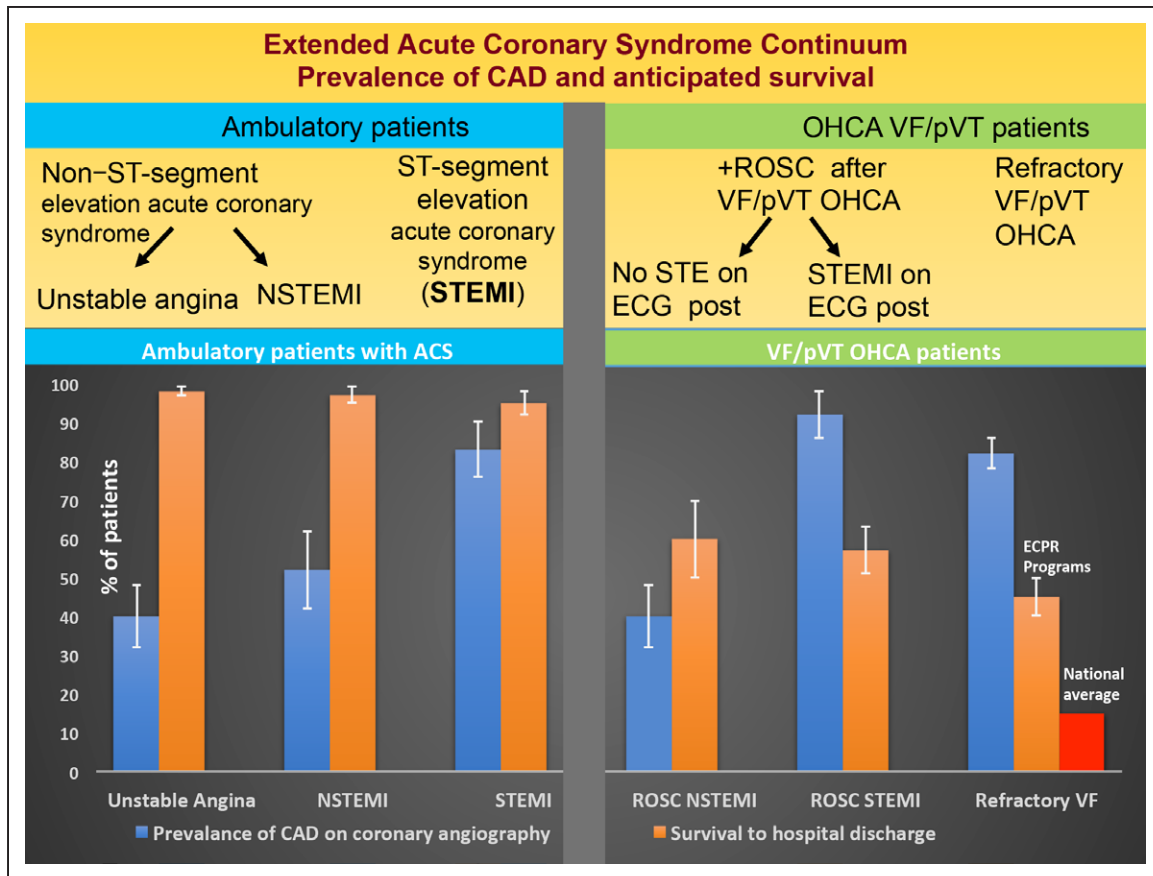 Extended Acute Coronary Syndrome Continuum
Prevalence of CAD and anticipated survival
Ambulatory patients
Non-ST-segment
elevation acute coronary
syndrome
Unstable angina
NSTEMI
ST-segment
elevation
acute coronary
syndrome
(STEMI)
OHCA VF/pVT patients
+ROSC after
VF/pVT OHCA
No STE on
ECG post
STEMI on
ECG post
Refractory
VF/pVT
OHCA
Ambulatory patients with ACS
% of patients
100
90
80
70
60
50
40
30
20
10
0
Unstable Angina
NSTEMI
STEMI
VF/pVT OHCA patients
ECPR
Programs
National
average
ROSC NSTEMI
ROSC STEMI
Refractory VF
Prevalance of CAD on coronary angiography
Survival to hospital discharge